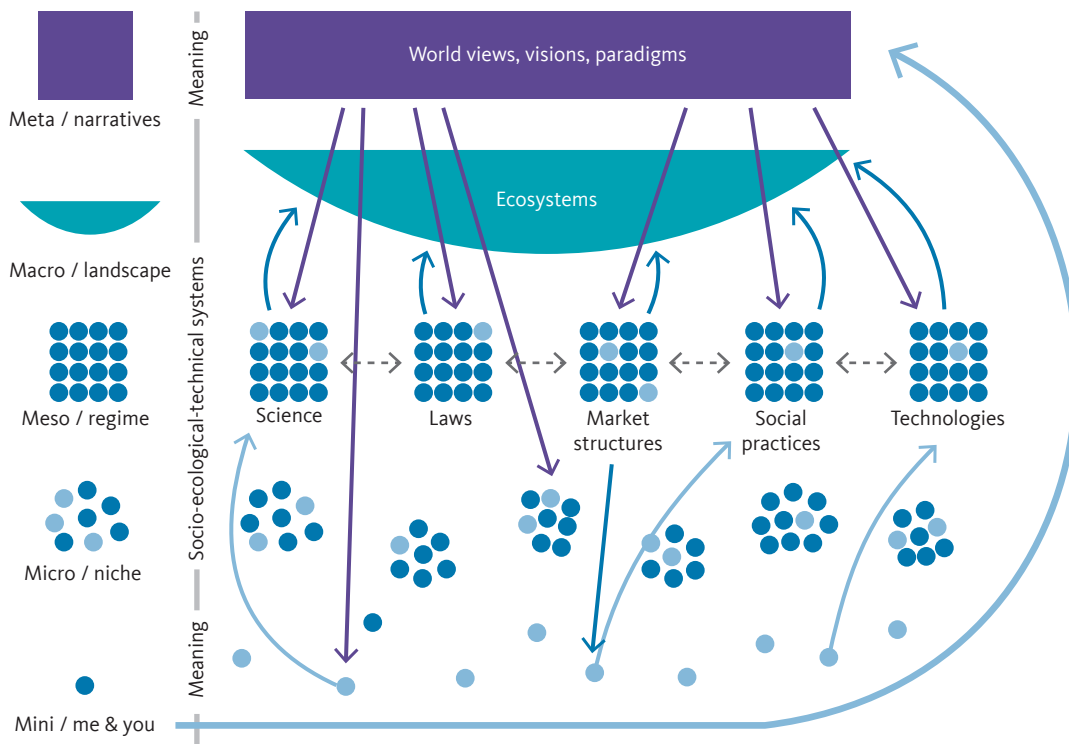 Meaning
World views, visions, paradigms
Meta / narratives
Ecosystems
Macro / landscape
Socio-ecological-technical systems
Meso / regime
Science
Laws
Market
structures
Social
practices
Technologies
Micro / niche
Meaning
Mini / me & you